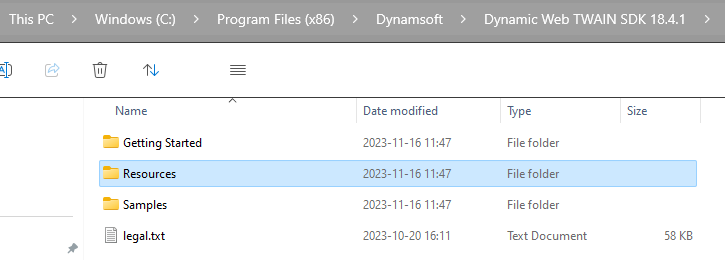 This PC > Windows (C:) > Program Files (x86) > Dynamsoft > Dynamic Web TWAIN SDK 18.4.1 >
Name Date modified Type Size
Getting Started 2023-11-16 11:47 File folder
Resources 2023-11-16 11:47 File folder
Samples 2023-11-16 11:47 File folder
legal.txt 2023-10-20 16:11 Text Document 58 KB